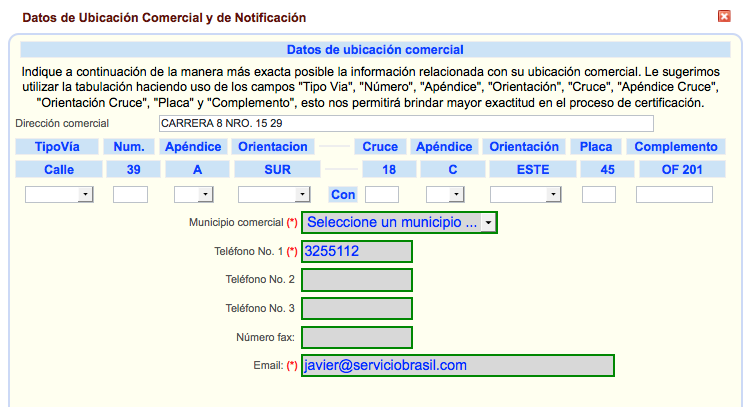 Datos de Ubicación Comercial y de Notificación
Datos de ubicación comercial
Indique a continuación de la manera más exacta posible la información relacionada con su ubicación comercial. Le sugerimos
utilizar la tabulación haciendo uso de los campos "Tipo Via", "Número", "Apéndice", "Orientación", "Cruce", "Apéndice Cruce",
"Orientación Cruce", "Placa" y "Complemento", esto nos permitirá brindar mayor exactitud en el proceso de certificación.
Dirección comercial CARRERA 8 NRO. 15 29
TipoVía Num. Apéndice Orientacion Cruce Apéndice Orientación Placa Complemento
Calle 39 A SUR 18 C ESTE 45 OF 201
Con
Municipio comercial (*) Seleccione un municipio ...
Teléfono No. 1 (*) 3255112
Teléfono No. 2
Teléfono No. 3
Número fax:
Email: (*) javier@serviciobrasil.com